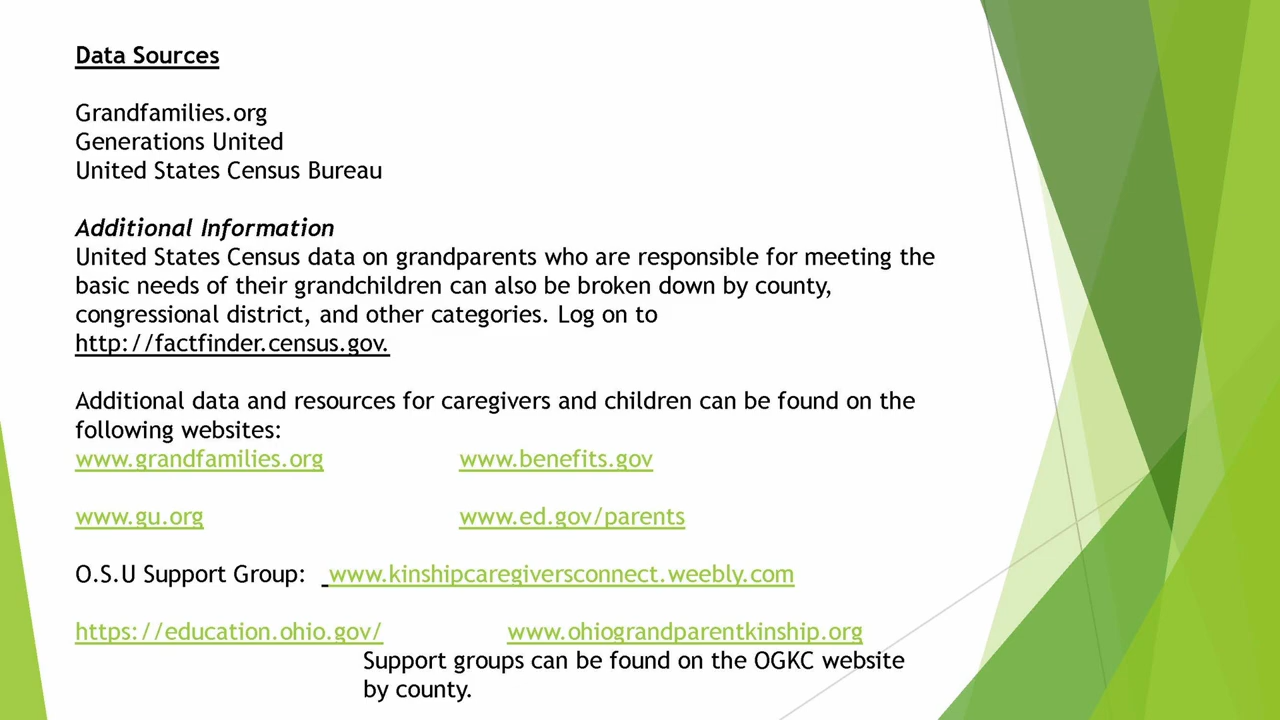 Data Sources
Grandfamilies.org
Generations United
United States Census Bureau
Additional Information
United States Census data on grandparents who are responsible for meeting the
basic needs of their grandchildren can also be broken down by county,
congressional district, and other categories. Log on to
http://factfinder.census.gov.
Additional data and resources for caregivers and children can be found on the
following websites:
www.grandfamilies.org www.benefits.gov
www.gu.org www.ed.gov/parents
O.S.U Support Group: www.kinshipcaregiversconnect.weebly.com
https://education.ohio.gov/ www.ohiograndparentkinship.org
Support groups can be found on the OGKC website
by county.